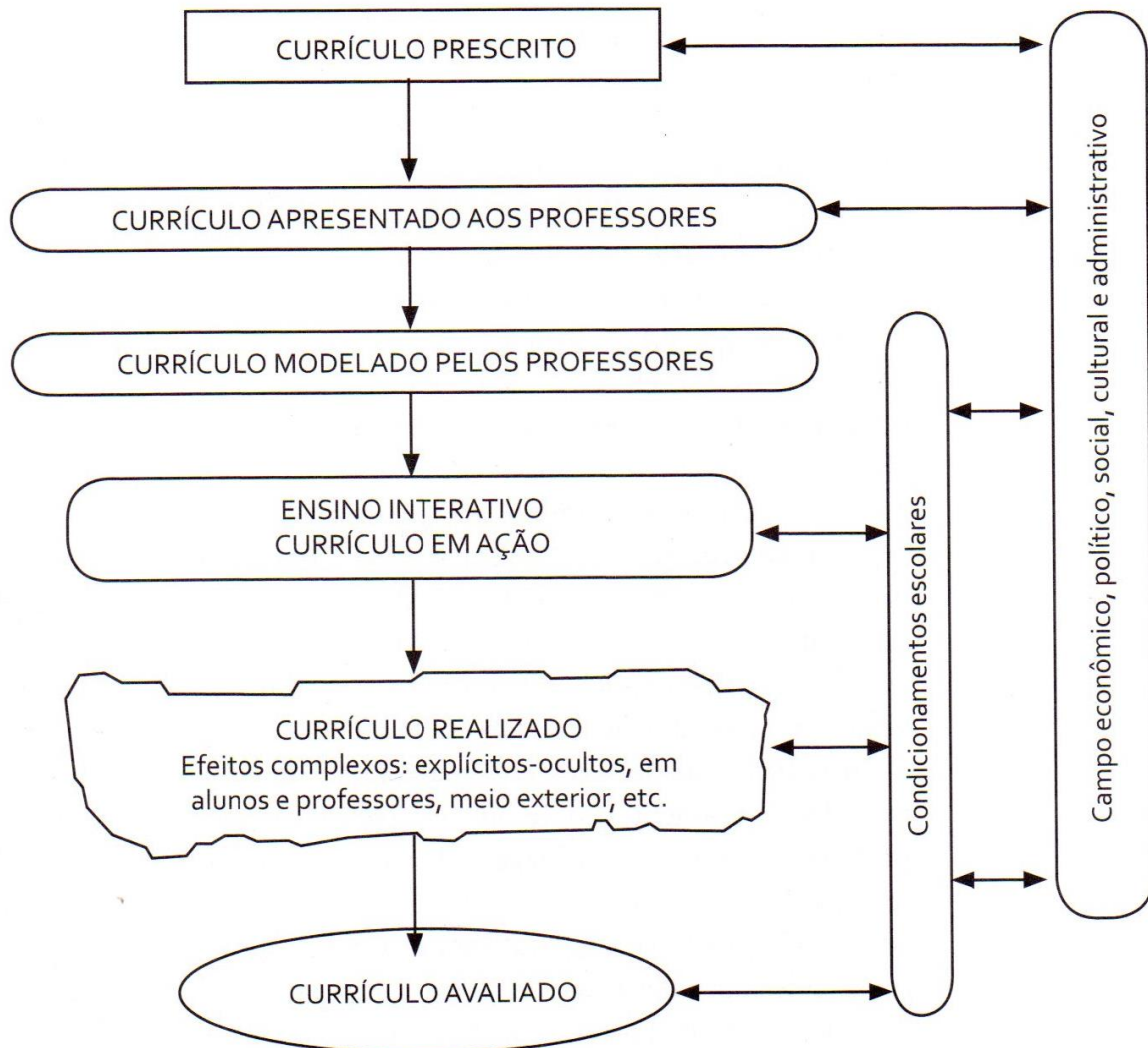 CURRÍCULO PRESCRITO
CURRÍCULO APRESENTADO AOS PROFESSORES
CURRÍCULO MODELADO PELOS PROFESSORES
ENSINO INTERATIVO
CURRÍCULO EM AÇÃO
CURRÍCULO REALIZADO
Efeitos complexos: explícitos-ocultos, em
alunos e professores, meio exterior, etc.
CURRÍCULO AVALIADO
Condicionamentos escolares
Campo econômico, político, social, cultural e administrativo